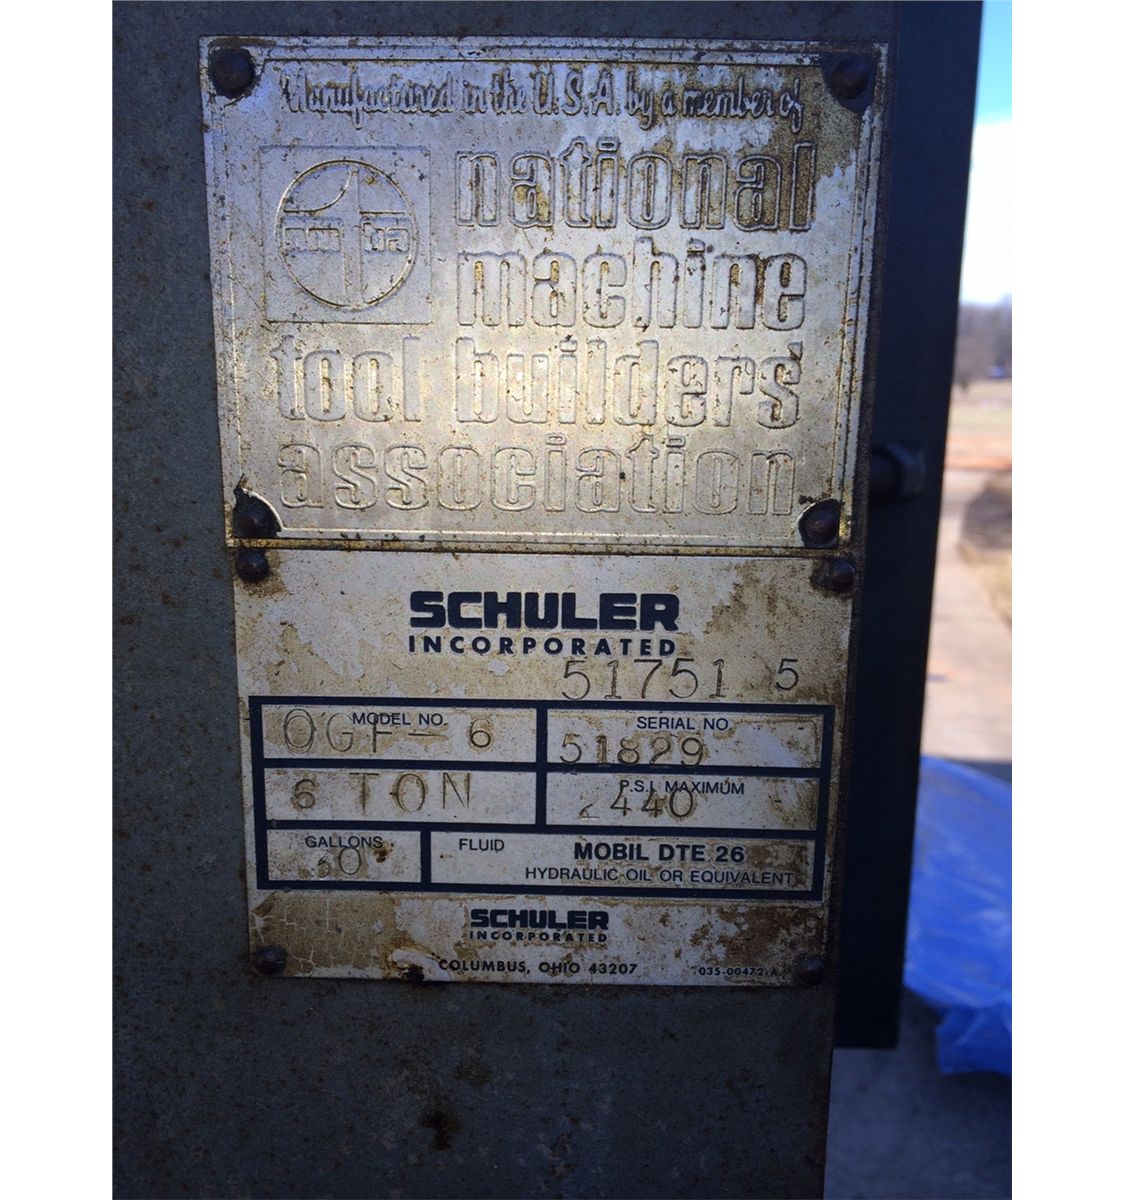 Manufactured in the U.S.A. by a member of
national
machine
tool builders'
association
SCHULER
INCORPORATED
51751 5
MODEL NO.
OGF-6
SERIAL NO.
51829
6 TON
P.S.I. MAXIMUM
2440 -
GALLONS
FLUID
MOBIL DTE 26
HYDRAULIC OIL OR EQUIVALENT
SCHULER
INCORPORATED
COLUMBUS, OHIO 43207
035-00472-A